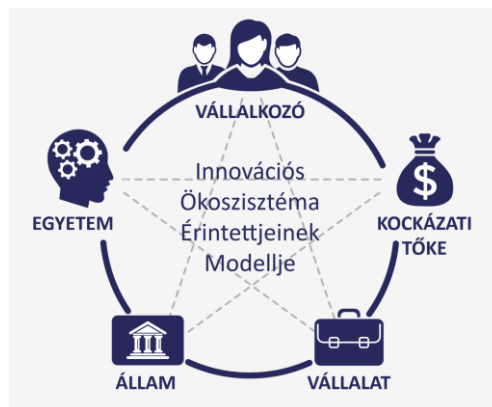 VÁLLALKOZÓ
Innovációs
Ökoszisztéma
Érintettjeinek
Modellje
EGYETEM
$
KOCKÁZATI
TŐKE
ÁLLAM
VÁLLALAT